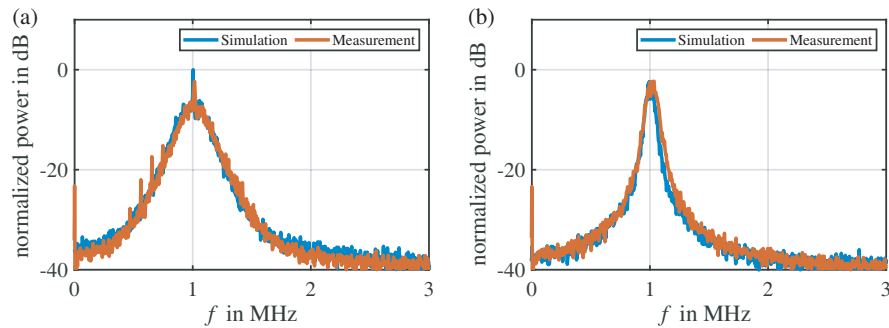 (a)
normalized power in dB
Simulation
Measurement
0
-20
-40
0
1
2
3
f in MHz
(b)
normalized power in dB
Simulation
Measurement
0
-20
-40
0
1
2
3
f in MHz